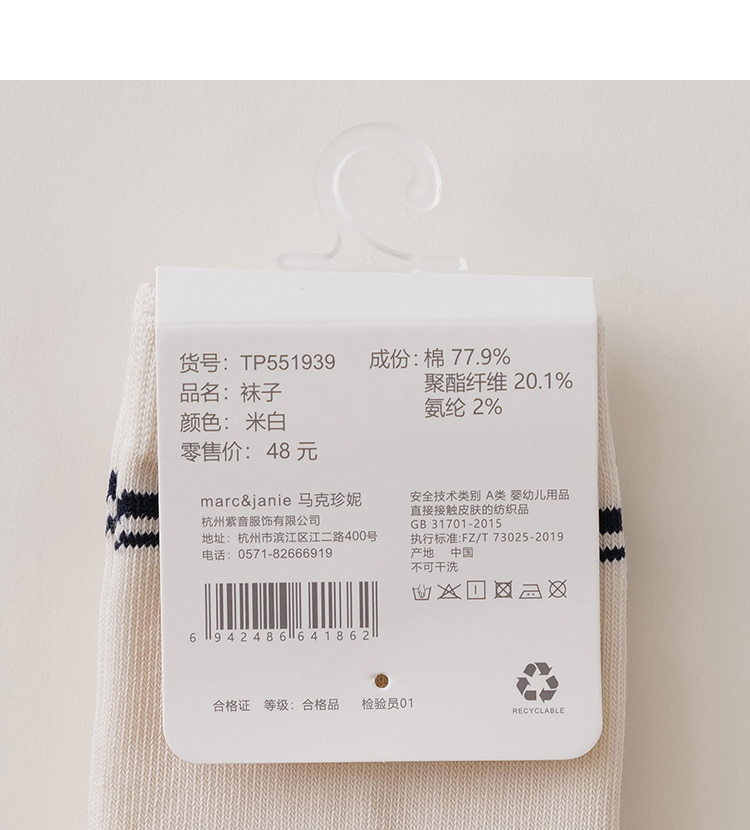 货号：TP551939
品名：袜子
颜色：米白
零售价：48 元
成份：棉 77.9%
聚酯纤维 20.1%
氨纶 2%
marc&janie 马克珍妮
杭州紫音服饰有限公司
地址：杭州市滨江区江二路400号
电话：0571-82666919
安全技术类别 A类 婴幼儿用品
直接接触皮肤的纺织品
GB 31701-2015
执行标准:FZ/T 73025-2019
产地 中国
不可干洗
6 942486 641862
合格证 等级：合格品 检验员01
RECYCLABLE